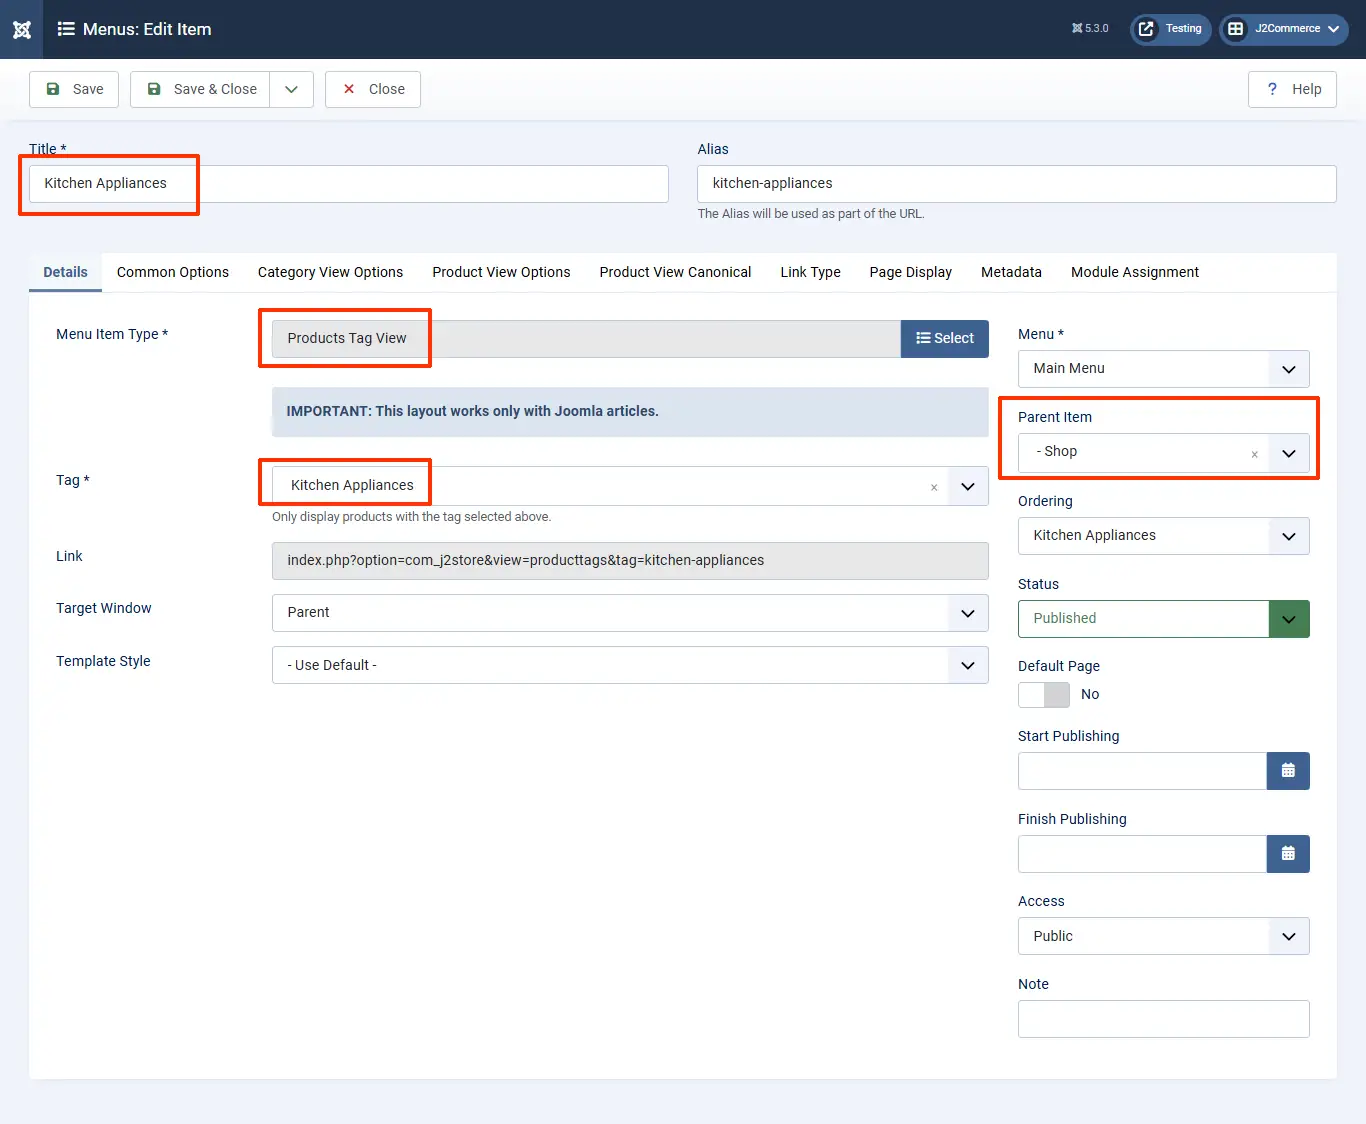 Menus: Edit Item
5.3.0
Testing
J2Commerce
Save
Save & Close
Close
? Help
Title *
Kitchen Appliances
Alias
kitchen-appliances
The Alias will be used as part of the URL.
Details
Common Options
Category View Options
Product View Options
Product View Canonical
Link Type
Page Display
Metadata
Module Assignment
Menu Item Type *
Products Tag View
Select
IMPORTANT: This layout works only with Joomla articles.
Tag *
Kitchen Appliances
×
Only display products with the tag selected above.
Link
index.php?option=com_j2store&view=producttags&tag=kitchen-appliances
Target Window
Parent
Template Style
- Use Default -
Menu *
Main Menu
Parent Item
- Shop
×
Ordering
Kitchen Appliances
Status
Published
Default Page
No
Start Publishing
Finish Publishing
Access
Public
Note